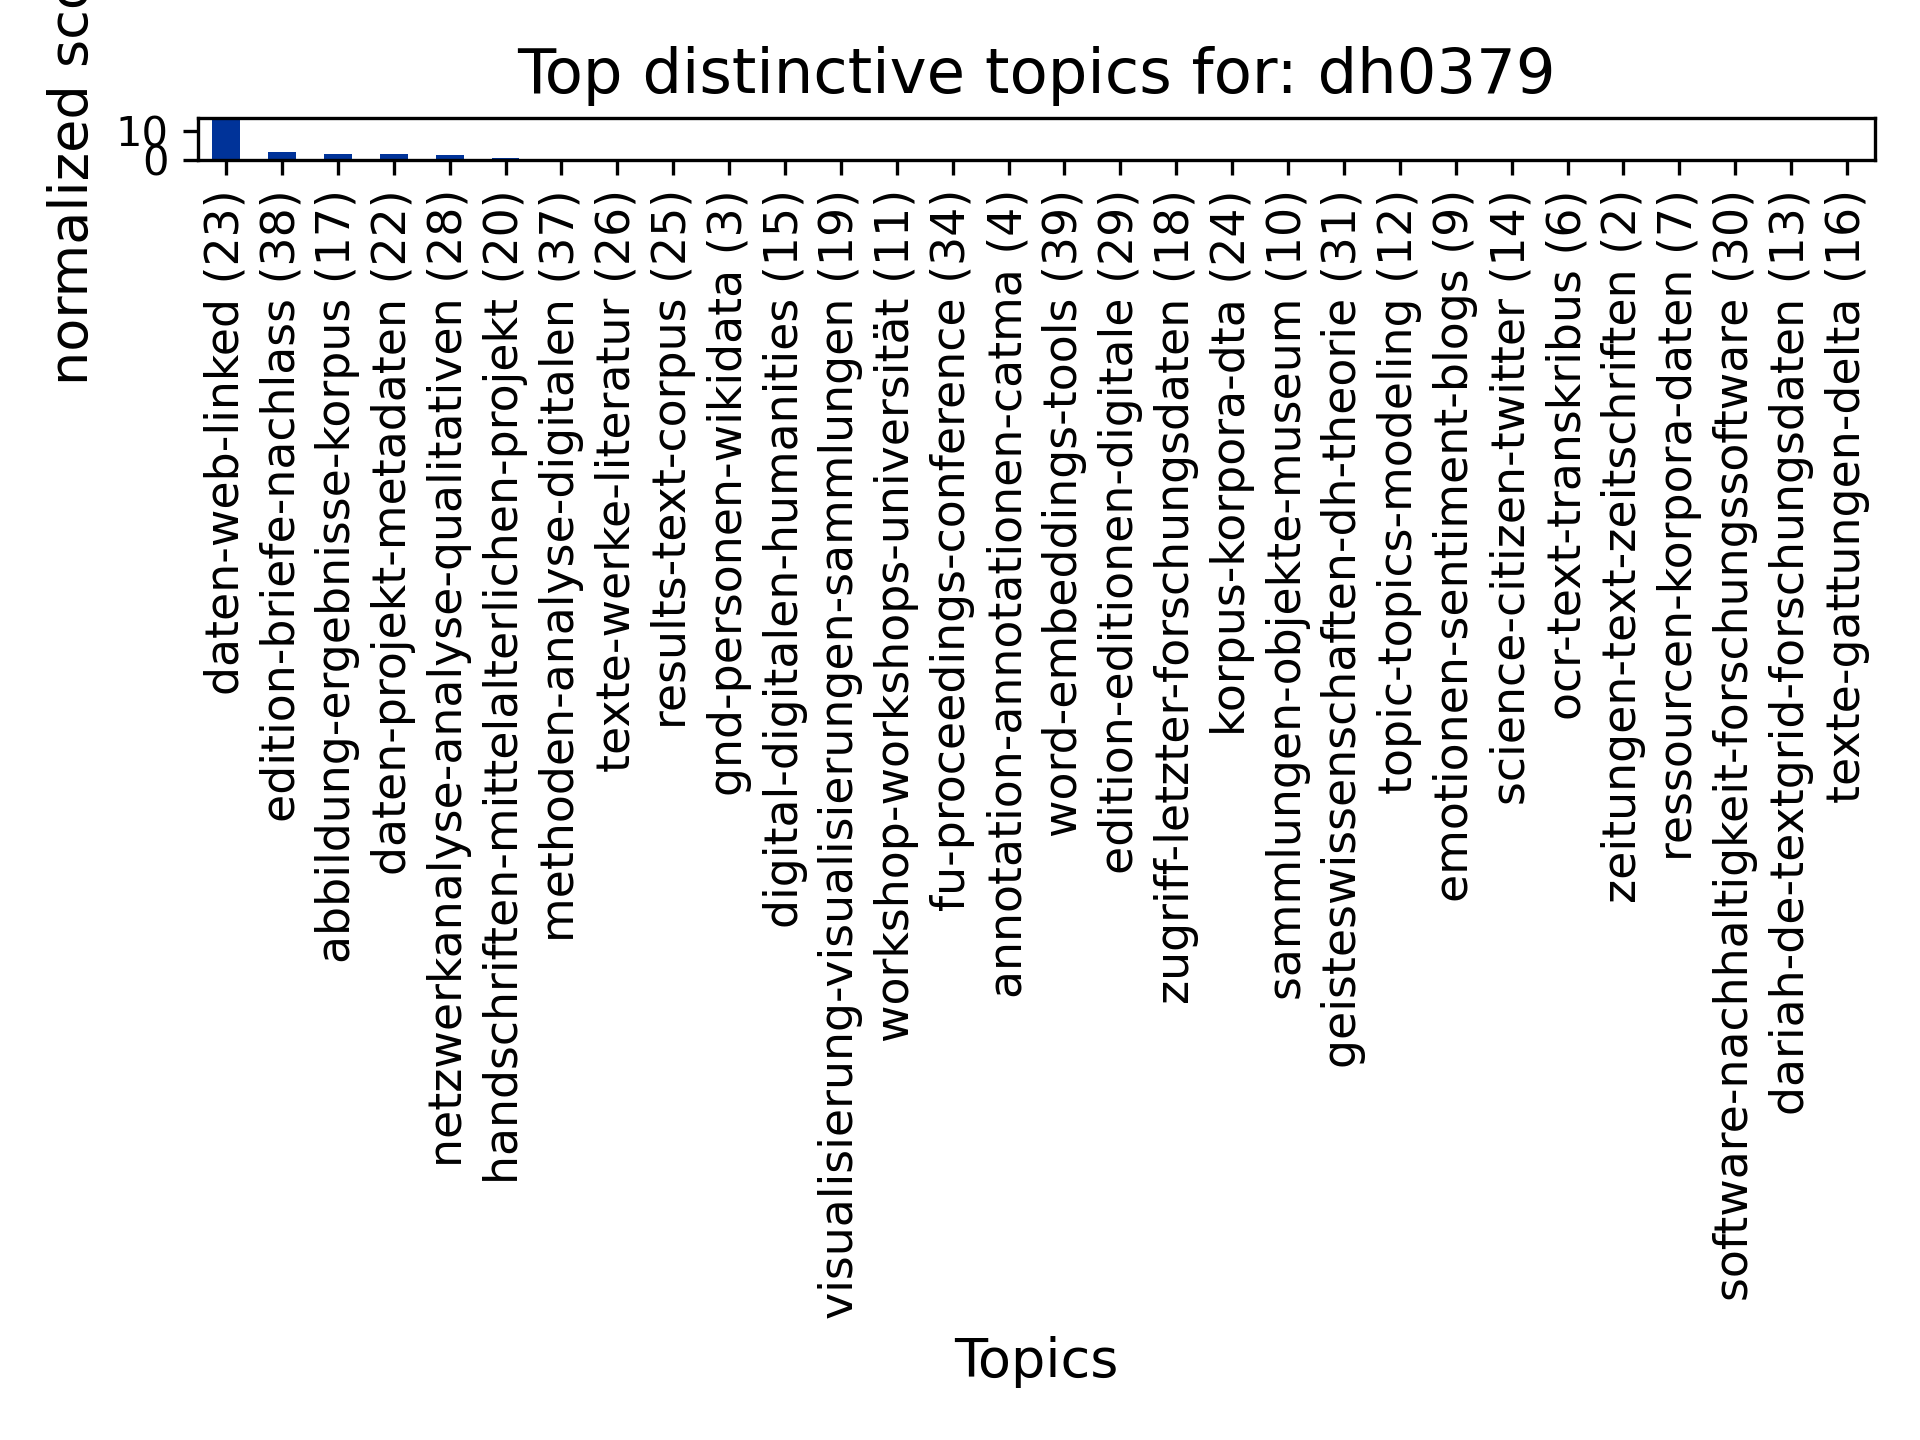 Top distinctive topics for: dh0379
normalized sco
10
0
daten-web-linked (23)
edition-briefe-nachlass (38)
abbildung-ergebnisse-korpus (17)
daten-projekt-metadaten (22)
netzwerkanalyse-analyse-qualitativen (28)
handschriften-mittelalterlichen-projekt (20)
methoden-analyse-digitalen (37)
texte-werke-literatur (26)
results-text-corpus (25)
gnd-personen-wikidata (3)
digital-digitalen-humanities (15)
visualisierung-visualisierungen-sammlungen (19)
workshop-workshops-universität (11)
fu-proceedings-conference (34)
annotation-annotationen-catma (4)
word-embeddings-tools (39)
edition-editionen-digitale (29)
zugriff-letzter-forschungsdaten (18)
korpus-korpora-dta (24)
sammlungen-objekte-museum (10)
geisteswissenschaften-dh-theorie (31)
topic-topics-modeling (12)
emotionen-sentiment-blogs (9)
science-citizen-twitter (14)
ocr-text-transkribus (6)
zeitungen-text-zeitschriften (2)
ressourcen-korpora-daten (7)
software-nachhaltigkeit-forschungssoftware (30)
dariah-de-textgrid-forschungsdaten (13)
texte-gattungen-delta (16)
Topics